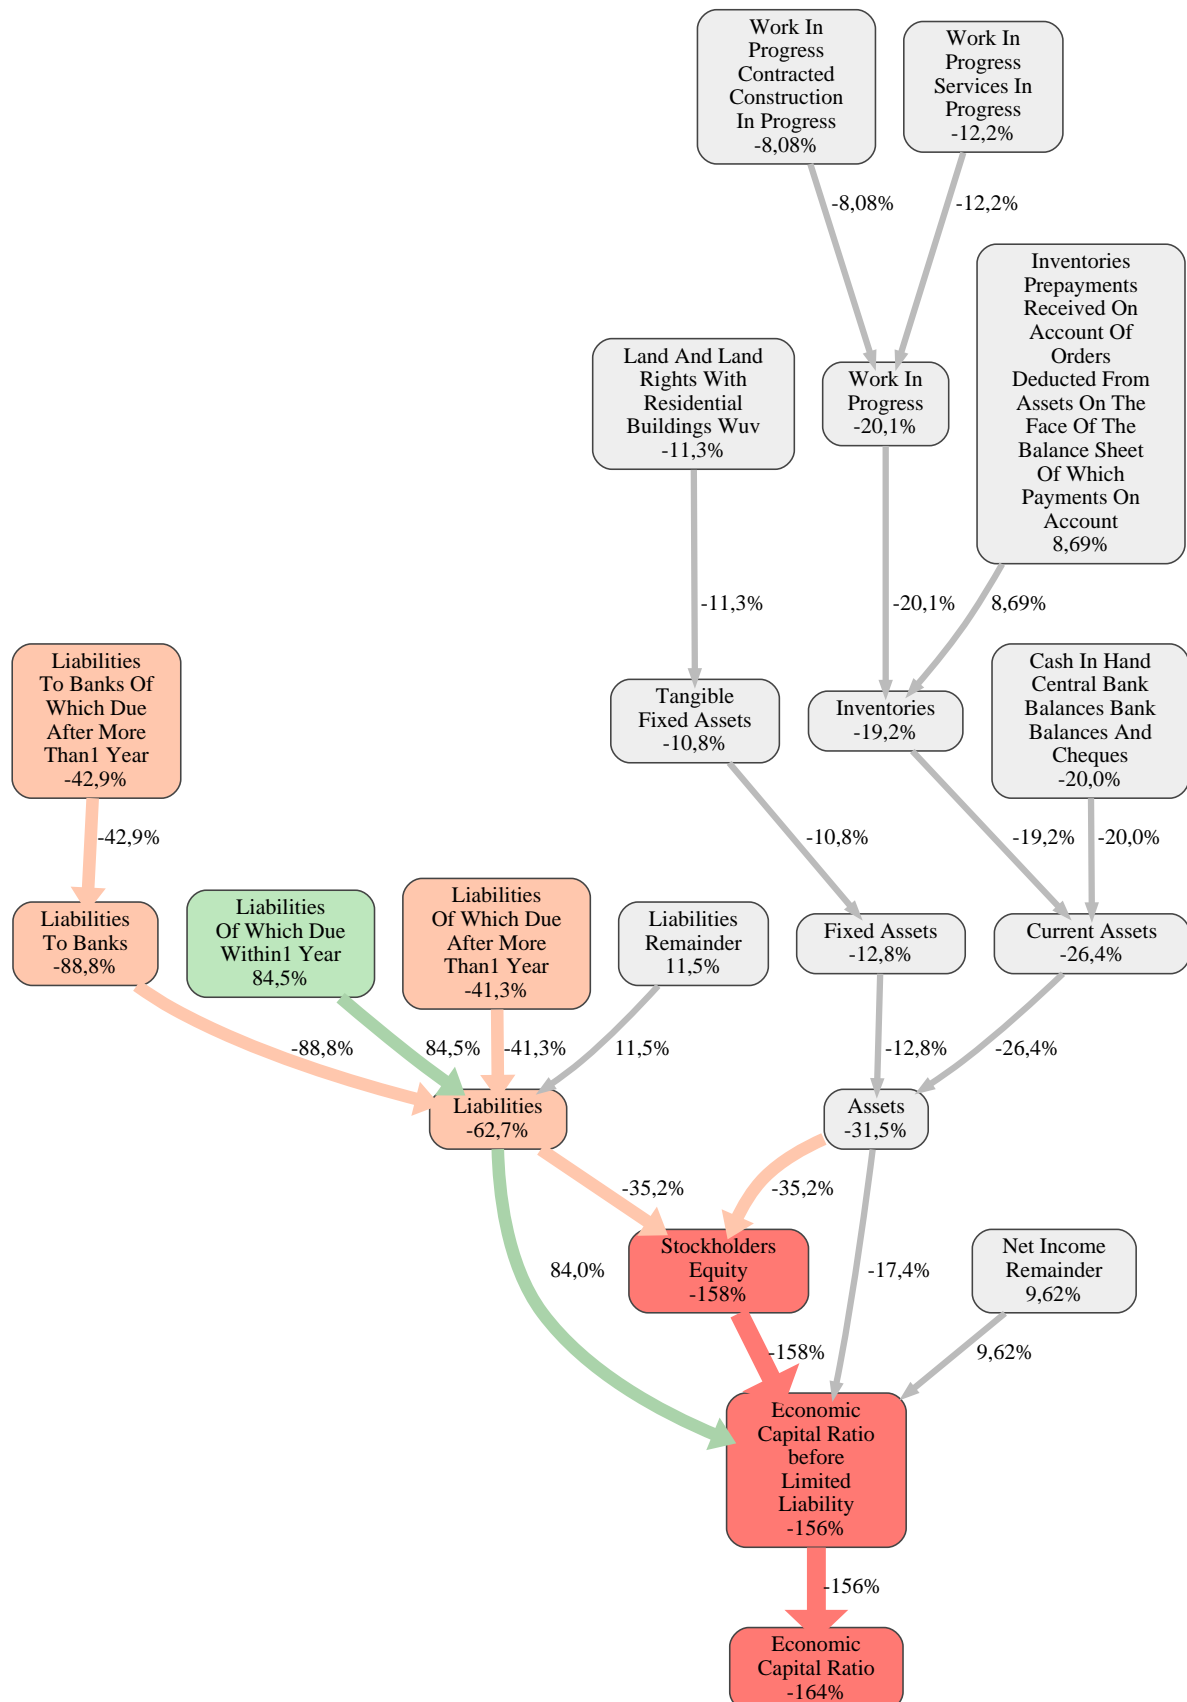 Work In
Progress
Contracted
Construction
In Progress
-8,08%
Work In
Progress
Services In
Progress
-12,2%
-8,08%
-12,2%
Inventories
Prepayments
Received On
Account Of
Orders
Deducted From
Assets On The
Face Of The
Balance Sheet
Of Which
Payments On
Account
8,69%
Land And Land
Rights With
Residential
Buildings Wuv
-11,3%
Work In
Progress
-20,1%
-11,3%
-20,1%
8,69%
Liabilities
To Banks Of
Which Due
After More
Than1 Year
-42,9%
Tangible
Fixed Assets
-10,8%
Inventories
-19,2%
Cash In Hand
Central Bank
Balances Bank
Balances And
Cheques
-20,0%
-42,9%
-10,8%
-19,2%
-20,0%
Liabilities
To Banks
-88,8%
Liabilities
Of Which Due
Within1 Year
84,5%
Liabilities
Of Which Due
After More
Than1 Year
-41,3%
Liabilities
Remainder
11,5%
Fixed Assets
-12,8%
Current Assets
-26,4%
-88,8%
84,5%
-41,3%
11,5%
-12,8%
-26,4%
Liabilities
-62,7%
Assets
-31,5%
-35,2%
-35,2%
Stockholders
Equity
-158%
Net Income
Remainder
9,62%
84,0%
-17,4%
-158%
9,62%
Economic
Capital Ratio
before
Limited
Liability
-156%
-156%
Economic
Capital Ratio
-164%